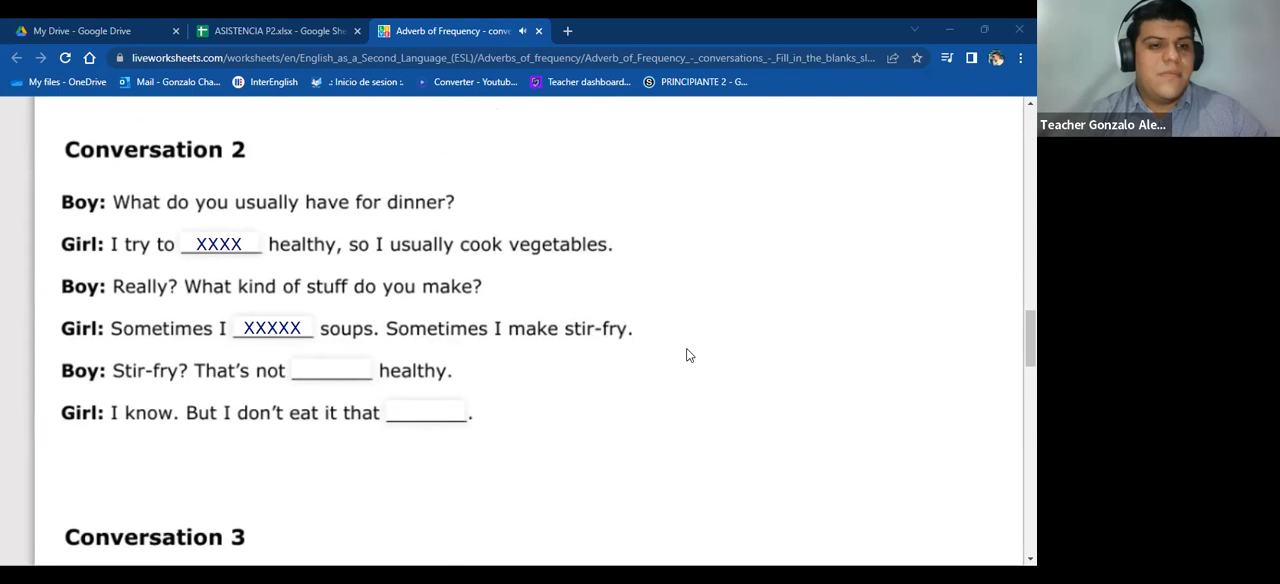 My Drive - Google Drive
ASISTENCIA P2.xlsx - Google She
Adverb of Frequency - conve
liveworksheets.com/worksheets/en/English_as_a_Second_Language_(ESL)/Adverbs_of_frequency/Adverb_of_Frequency_-_conversations_-_Fill_in_the_blanks_sl...
My files - OneDrive
Mail - Gonzalo Cha...
InterEnglish
.: Inicio de sesion :.
Converter - Youtub...
Teacher dashboard...
PRINCIPIANTE 2 - G...
Teacher Gonzalo Ale...
Conversation 2
Boy: What do you usually have for dinner?
Girl: I try to XXXX healthy, so I usually cook vegetables.
Boy: Really? What kind of stuff do you make?
Girl: Sometimes I XXXXX soups. Sometimes I make stir-fry.
Boy: Stir-fry? That's not ________ healthy.
Girl: I know. But I don't eat it that ________.
Conversation 3